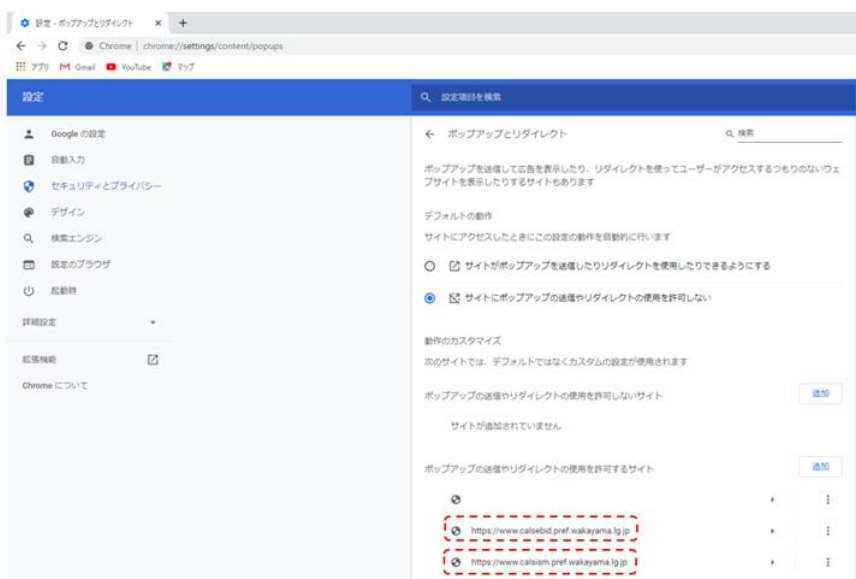 設定 - ポップアップとリダイレクト
Chrome | chrome://settings/content/popups
アプリ Gmail YouTube マップ
設定
設定項目を検索
Google の設定
自動入力
セキュリティとプライバシー
デザイン
検索エンジン
既定のブラウザ
起動時
詳細設定
拡張機能
Chrome について
ポップアップとリダイレクト
検索
ポップアップを送信して広告を表示したり、リダイレクトを使ってユーザーがアクセスするつもりのないウェ
ブサイトを表示したりするサイトもあります
デフォルトの動作
サイトにアクセスしたときにこの設定の動作を自動的に行います
サイトがポップアップを送信したりリダイレクトを使用したりできるようにする
サイトにポップアップの送信やリダイレクトの使用を許可しない
動作のカスタマイズ
次のサイトでは、デフォルトではなくカスタムの設定が使用されます
ポップアップの送信やリダイレクトの使用を許可しないサイト
追加
サイトが追加されていません
ポップアップの送信やリダイレクトの使用を許可するサイト
追加
https://www.calsebid.pref.wakayama.lg.jp
https://www.calsism.pref.wakayama.lg.jp